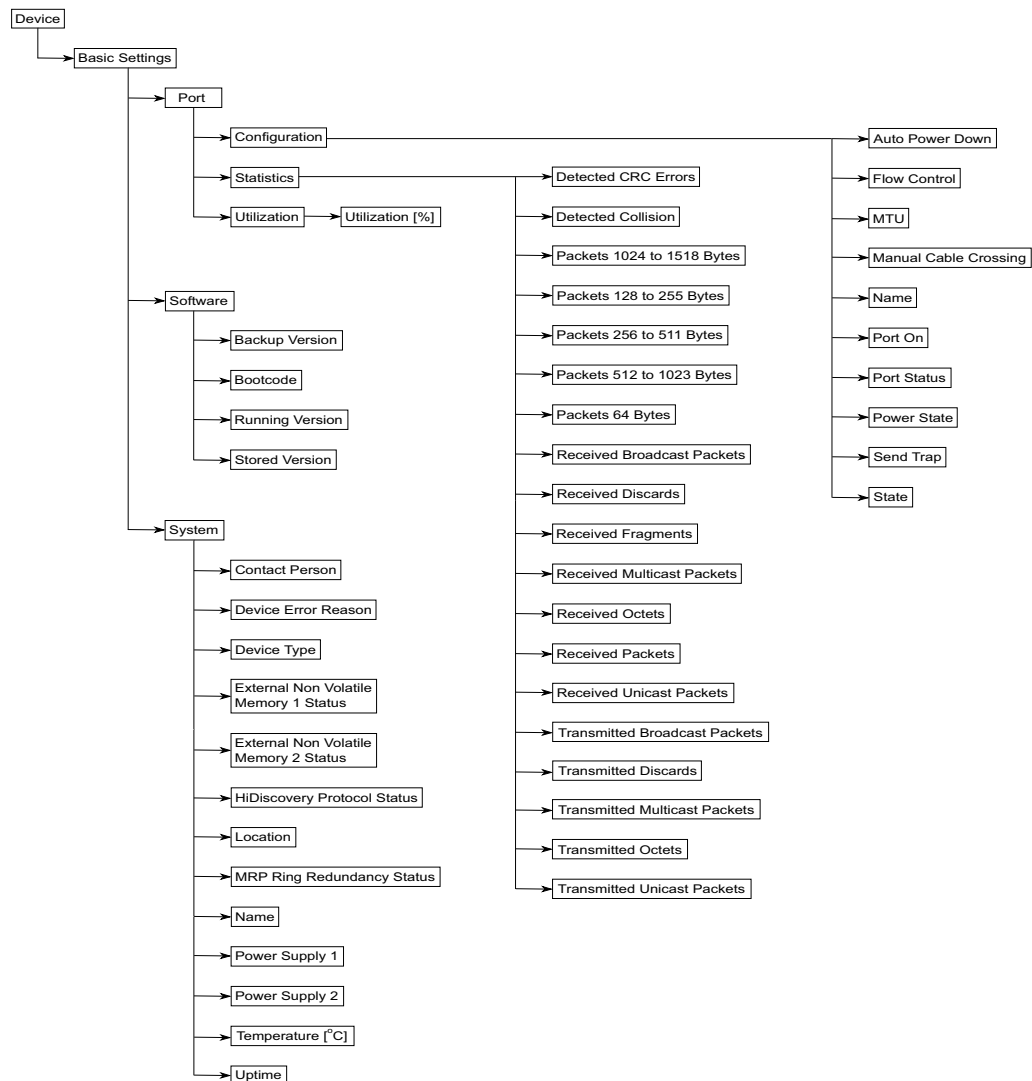 Device
Basic Settings
Port
Configuration
Statistics
Utilization
Utilization [%]
Auto Power Down
Flow Control
MTU
Manual Cable Crossing
Name
Port On
Port Status
Power State
Send Trap
State
Detected CRC Errors
Detected Collision
Packets 1024 to 1518 Bytes
Packets 128 to 255 Bytes
Packets 256 to 511 Bytes
Packets 512 to 1023 Bytes
Packets 64 Bytes
Received Broadcast Packets
Received Discards
Received Fragments
Received Multicast Packets
Received Octets
Received Packets
Received Unicast Packets
Transmitted Broadcast Packets
Transmitted Discards
Transmitted Multicast Packets
Transmitted Octets
Transmitted Unicast Packets
Software
Backup Version
Bootcode
Running Version
Stored Version
System
Contact Person
Device Error Reason
Device Type
External Non Volatile
Memory 1 Status
External Non Volatile
Memory 2 Status
HiDiscovery Protocol Status
Location
MRP Ring Redundancy Status
Name
Power Supply 1
Power Supply 2
Temperature [°C]
Uptime